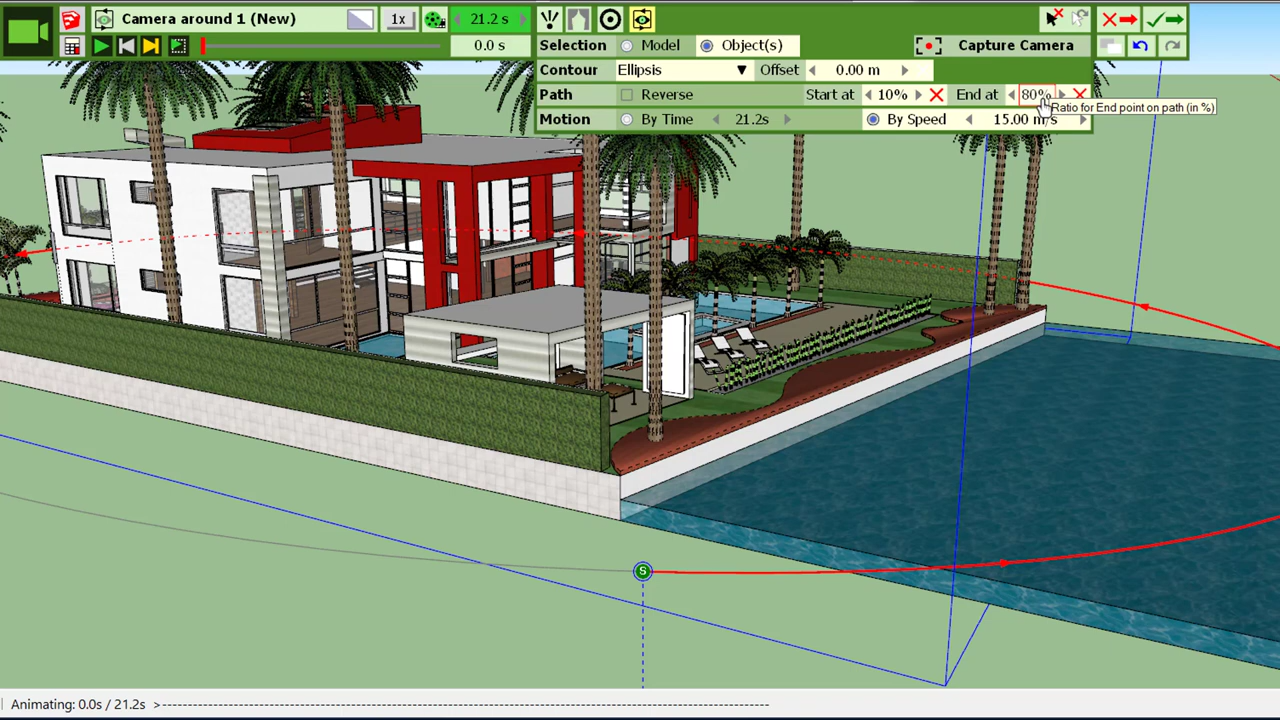 Camera around 1 (New) 1x 21.2 s
0.0 s Selection Model Object(s) Capture Camera
Contour Ellipsis Offset 0.00 m
Path Reverse Start at 10% End at 80%
Ratio for End point on path (in %)
Motion By Time 21.2s By Speed 15.00 m/s
S
Animating: 0.0s / 21.2s >---------------------------------------------------------------------------------------------------------